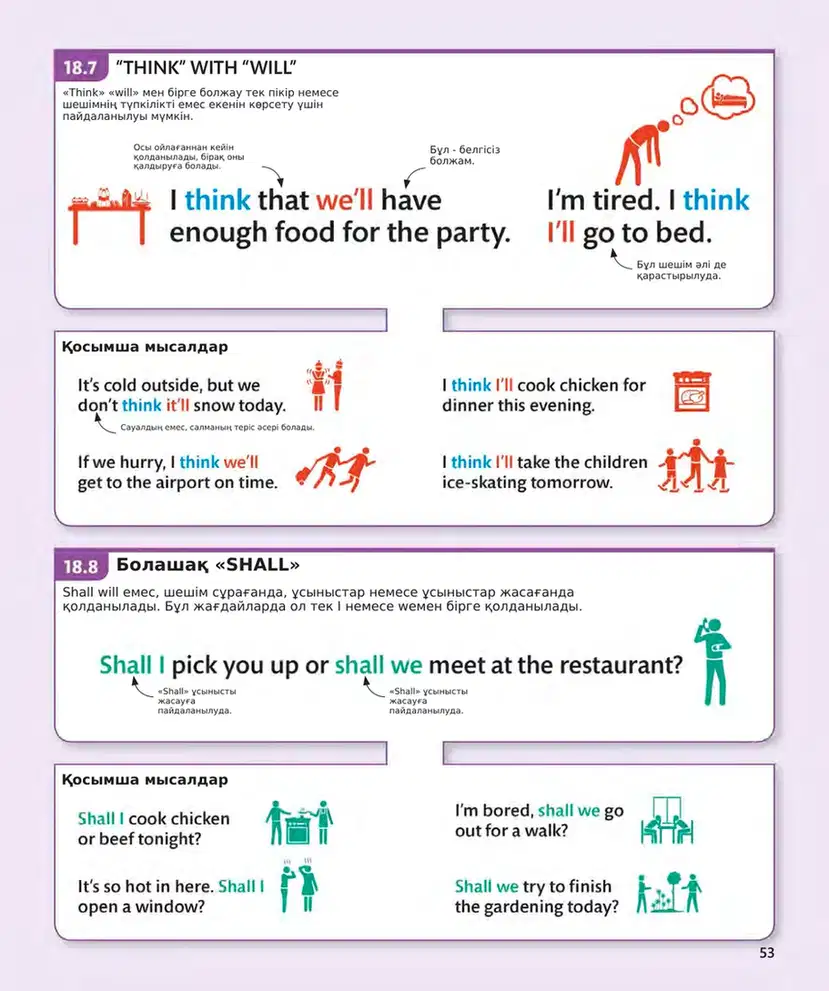 18.7 “THINK” WITH “WILL”
«Think» «will» мен бірге болжау тек пікір немесе
шешімнің түпкілікті емес екенін көрсету үшін
пайдаланылуы мүмкін.
Осы ойлағаннан кейін
қолданылады, бірақ оны
қалдыруға болады.
Бұл - белгісіз
болжам.
I think that we’ll have
enough food for the party.
I’m tired. I think
I’ll go to bed.
Бұл шешім әлі де
қарастырылуда.
Қосымша мысалдар
It’s cold outside, but we
don’t think it’ll snow today.
Сауалдың емес, салманың теріс әсері болады.
I think I’ll cook chicken for
dinner this evening.
If we hurry, I think we’ll
get to the airport on time.
I think I’ll take the children
ice-skating tomorrow.
18.8 Болашақ «SHALL»
Shall will емес, шешім сұрағанда, ұсыныстар немесе ұсыныстар жасағанда
қолданылады. Бұл жағдайларда ол тек I немесе weмен бірге қолданылады.
Shall I pick you up or shall we meet at the restaurant?
«Shall» ұсынысты
жасауға
пайдаланылуда.
«Shall» ұсынысты
жасауға
пайдаланылуда.
Қосымша мысалдар
Shall I cook chicken
or beef tonight?
I’m bored, shall we go
out for a walk?
It’s so hot in here. Shall I
open a window?
Shall we try to finish
the gardening today?
53